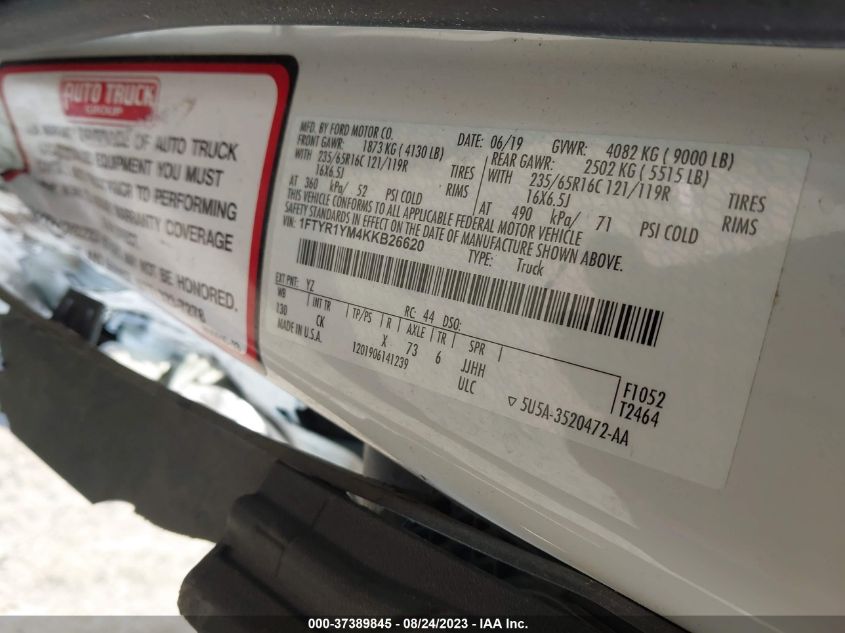 AUTO TRUCK
GROUP
OF AUTO TRUCK
EQUIPMENT YOU MUST
PRIOR TO PERFORMING
WARRANTY COVERAGE
MAY NOT BE HONORED.
MFD. BY FORD MOTOR CO.
DATE: 06/19 GVWR: 4082 KG ( 9000 LB)
FRONT GAWR: 1873 KG ( 4130 LB)
REAR GAWR: 2502 KG ( 5515 LB)
WITH 235/65R16C 121/119R TIRES
WITH 235/65R16C 121/119R TIRES
16X6.5J RIMS
16X6.5J RIMS
AT 360 kPa/ 52 PSI COLD
AT 490 kPa/ 71 PSI COLD
THIS VEHICLE CONFORMS TO ALL APPLICABLE FEDERAL MOTOR VEHICLE
SAFETY STANDARDS IN EFFECT ON THE DATE OF MANUFACTURE SHOWN ABOVE.
VIN: 1FTYR1YM4KKB26620
TYPE: Truck
EXT PNT: YZ RC: 44 DSO:
WB INT TR TP/PS R AXLE TR SPR
130 CK X 73 6 JJHH
MADE IN U.S.A. 1201906141239 ULC
F1052
T2464
▽ 5U5A-3520472-AA
000-37389845 - 08/24/2023 - IAA Inc.